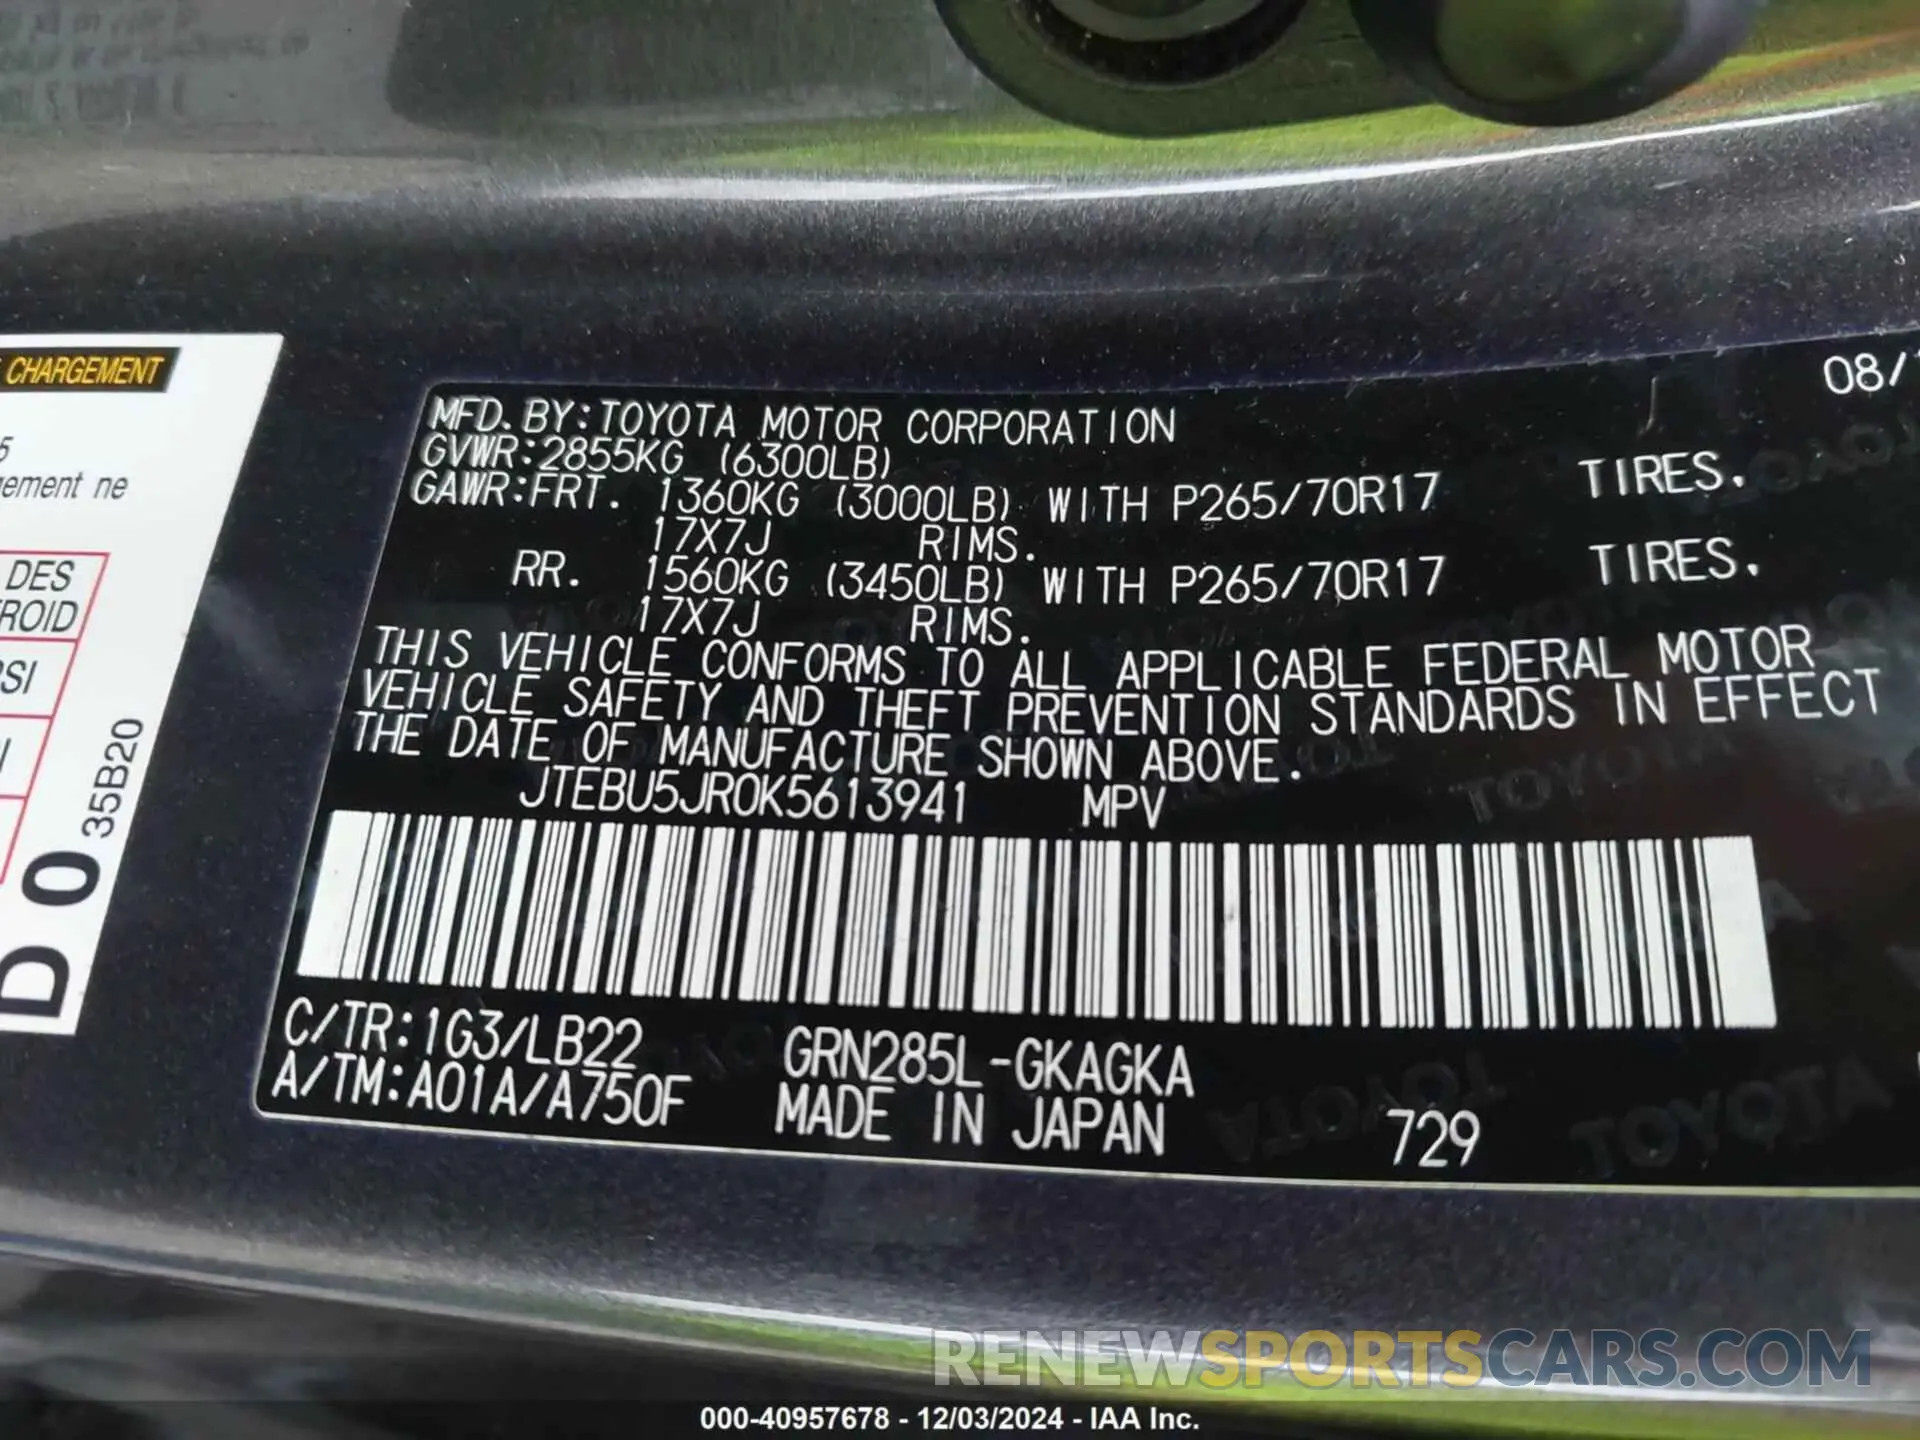 CHARGEMENT
5
ement ne
DES
ROID
SI
D 0 35B20
08/
MFD. BY: TOYOTA MOTOR CORPORATION
GVWR: 2855KG (6300LB)
GAWR: FRT. 1360KG (3000LB) WITH P265/70R17 TIRES.
17X7J RIMS.
RR. 1560KG (3450LB) WITH P265/70R17 TIRES.
17X7J RIMS.
THIS VEHICLE CONFORMS TO ALL APPLICABLE FEDERAL MOTOR
VEHICLE SAFETY AND THEFT PREVENTION STANDARDS IN EFFECT
THE DATE OF MANUFACTURE SHOWN ABOVE.
JTEBU5JR0K5613941 MPV
C/TR: 1G3/LB22 GRN285L-GKAGKA
A/TM: A01A/A750F MADE IN JAPAN 729
RENEWSPORTSCARS.COM
000-40957678 - 12/03/2024 - IAA Inc.